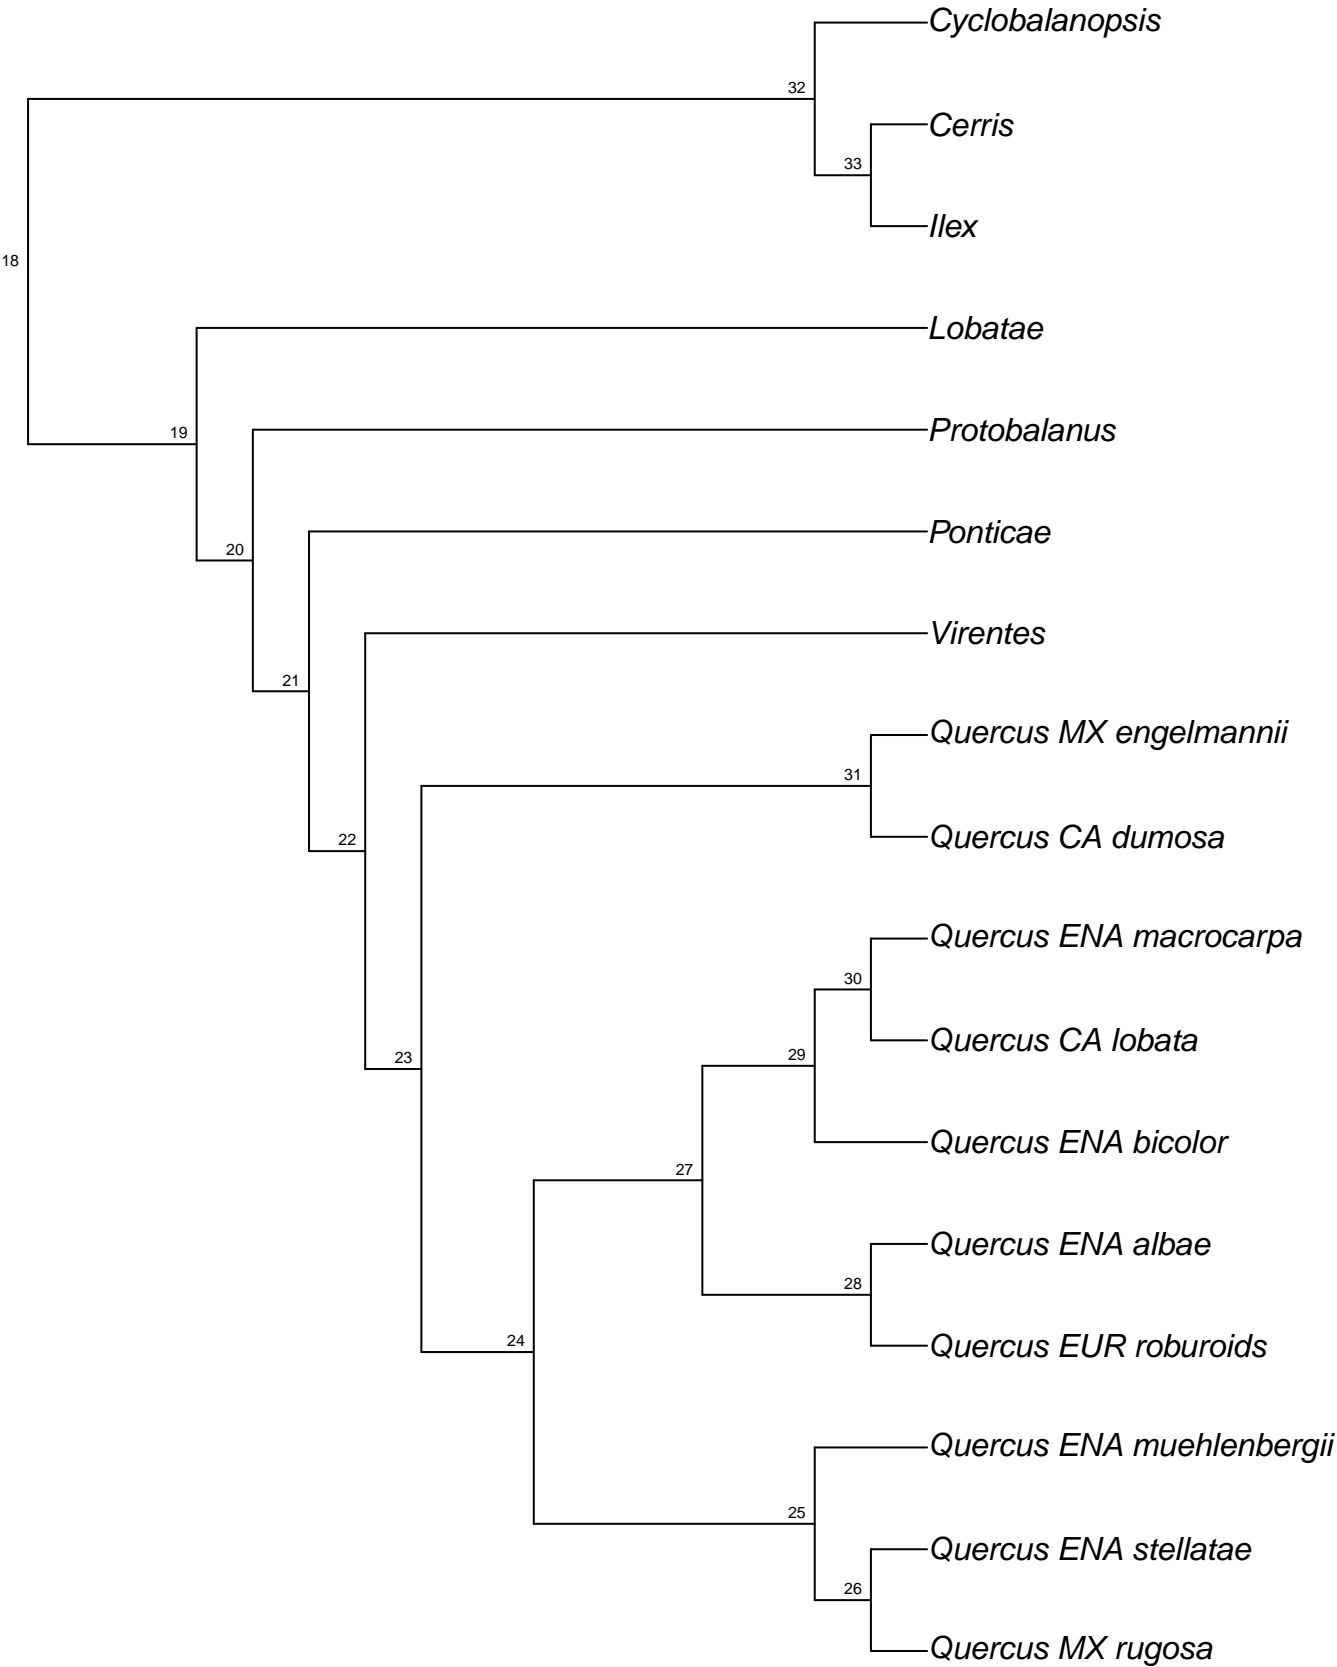 Cyclobalanopsis
32
Cerris
33
Ilex
18
Lobatae
19
Protobalanus
20
Ponticae
21
Virentes
22
Quercus MX engelmannii
31
Quercus CA dumosa
23
Quercus ENA macrocarpa
30
Quercus CA lobata
29
Quercus ENA bicolor
27
Quercus ENA albae
28
Quercus EUR roburoids
24
Quercus ENA muehlenbergii
25
Quercus ENA stellatae
26
Quercus MX rugosa